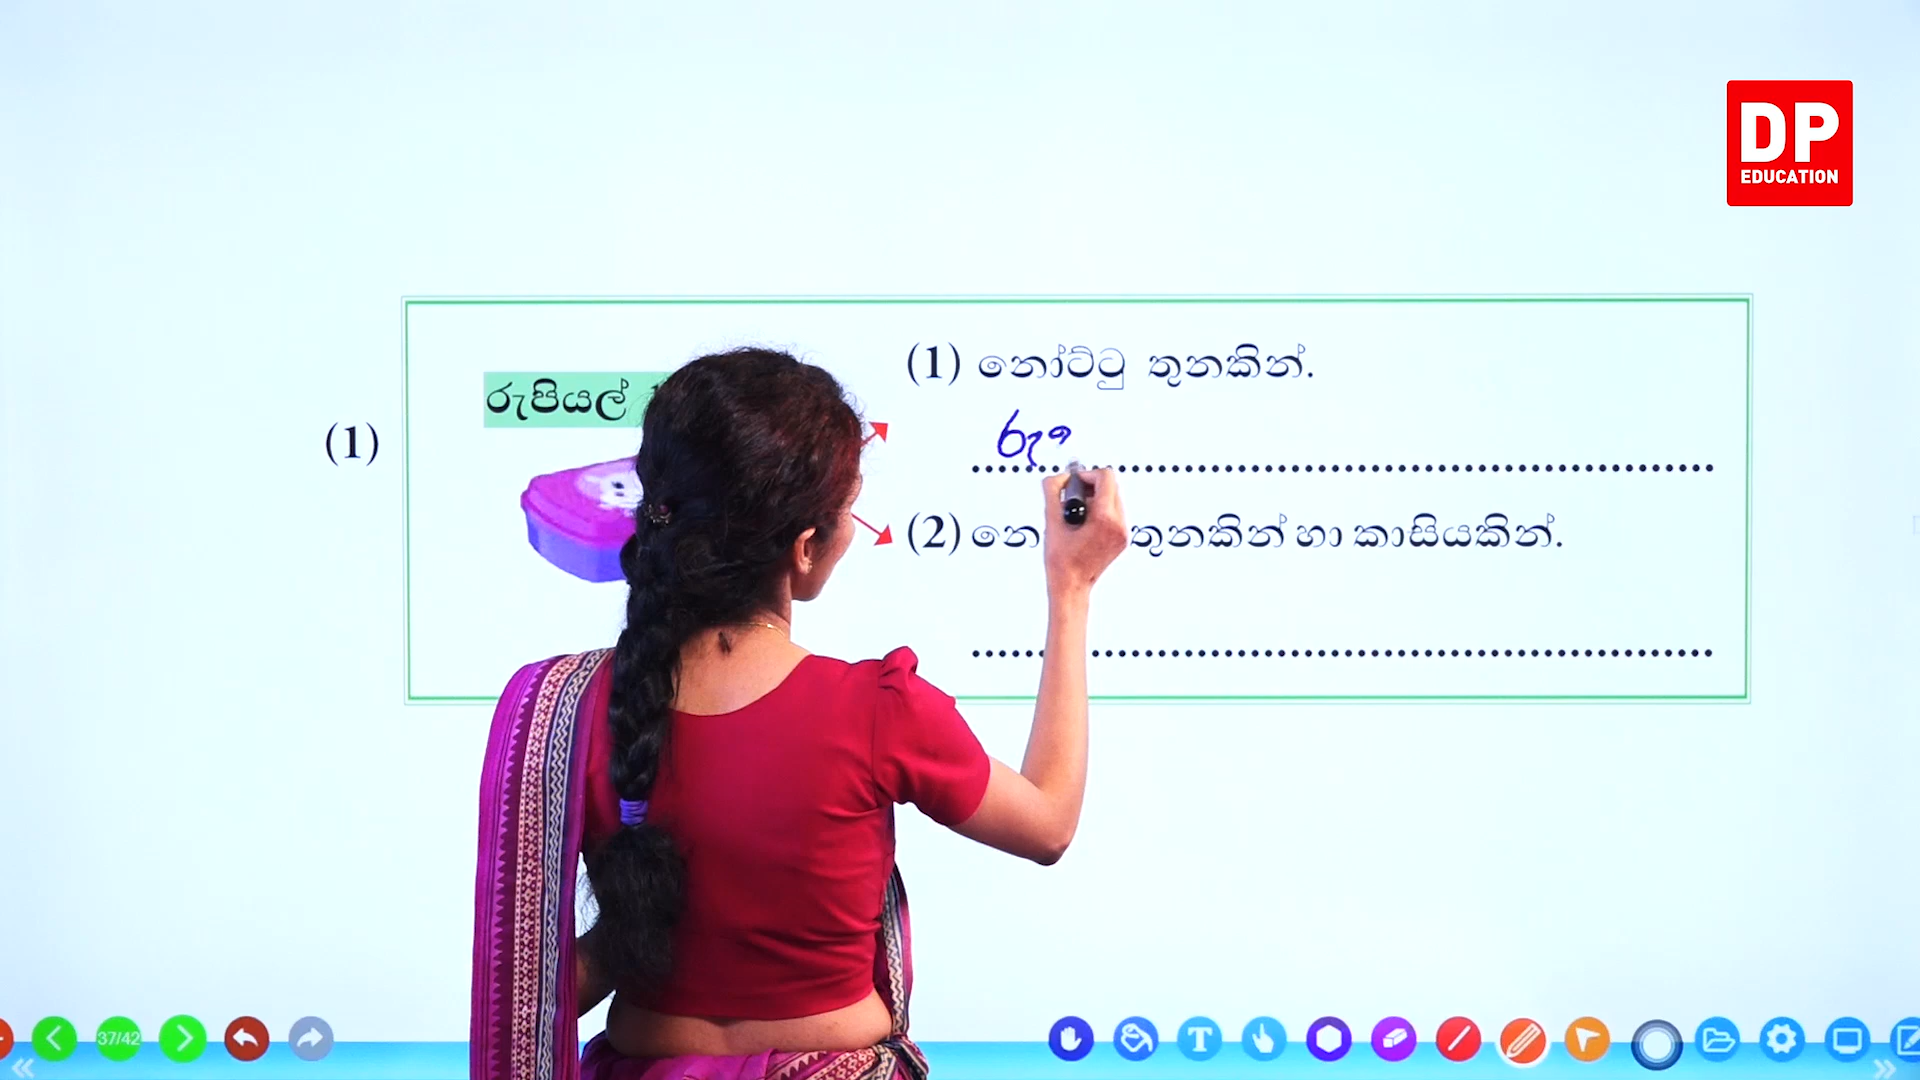 DP
EDUCATION
(1)
රුපියල්
(1) නෝට්ටු තුනකින්.
රු
(2) තුනකින් හා කාසියකින්.
37/42
T